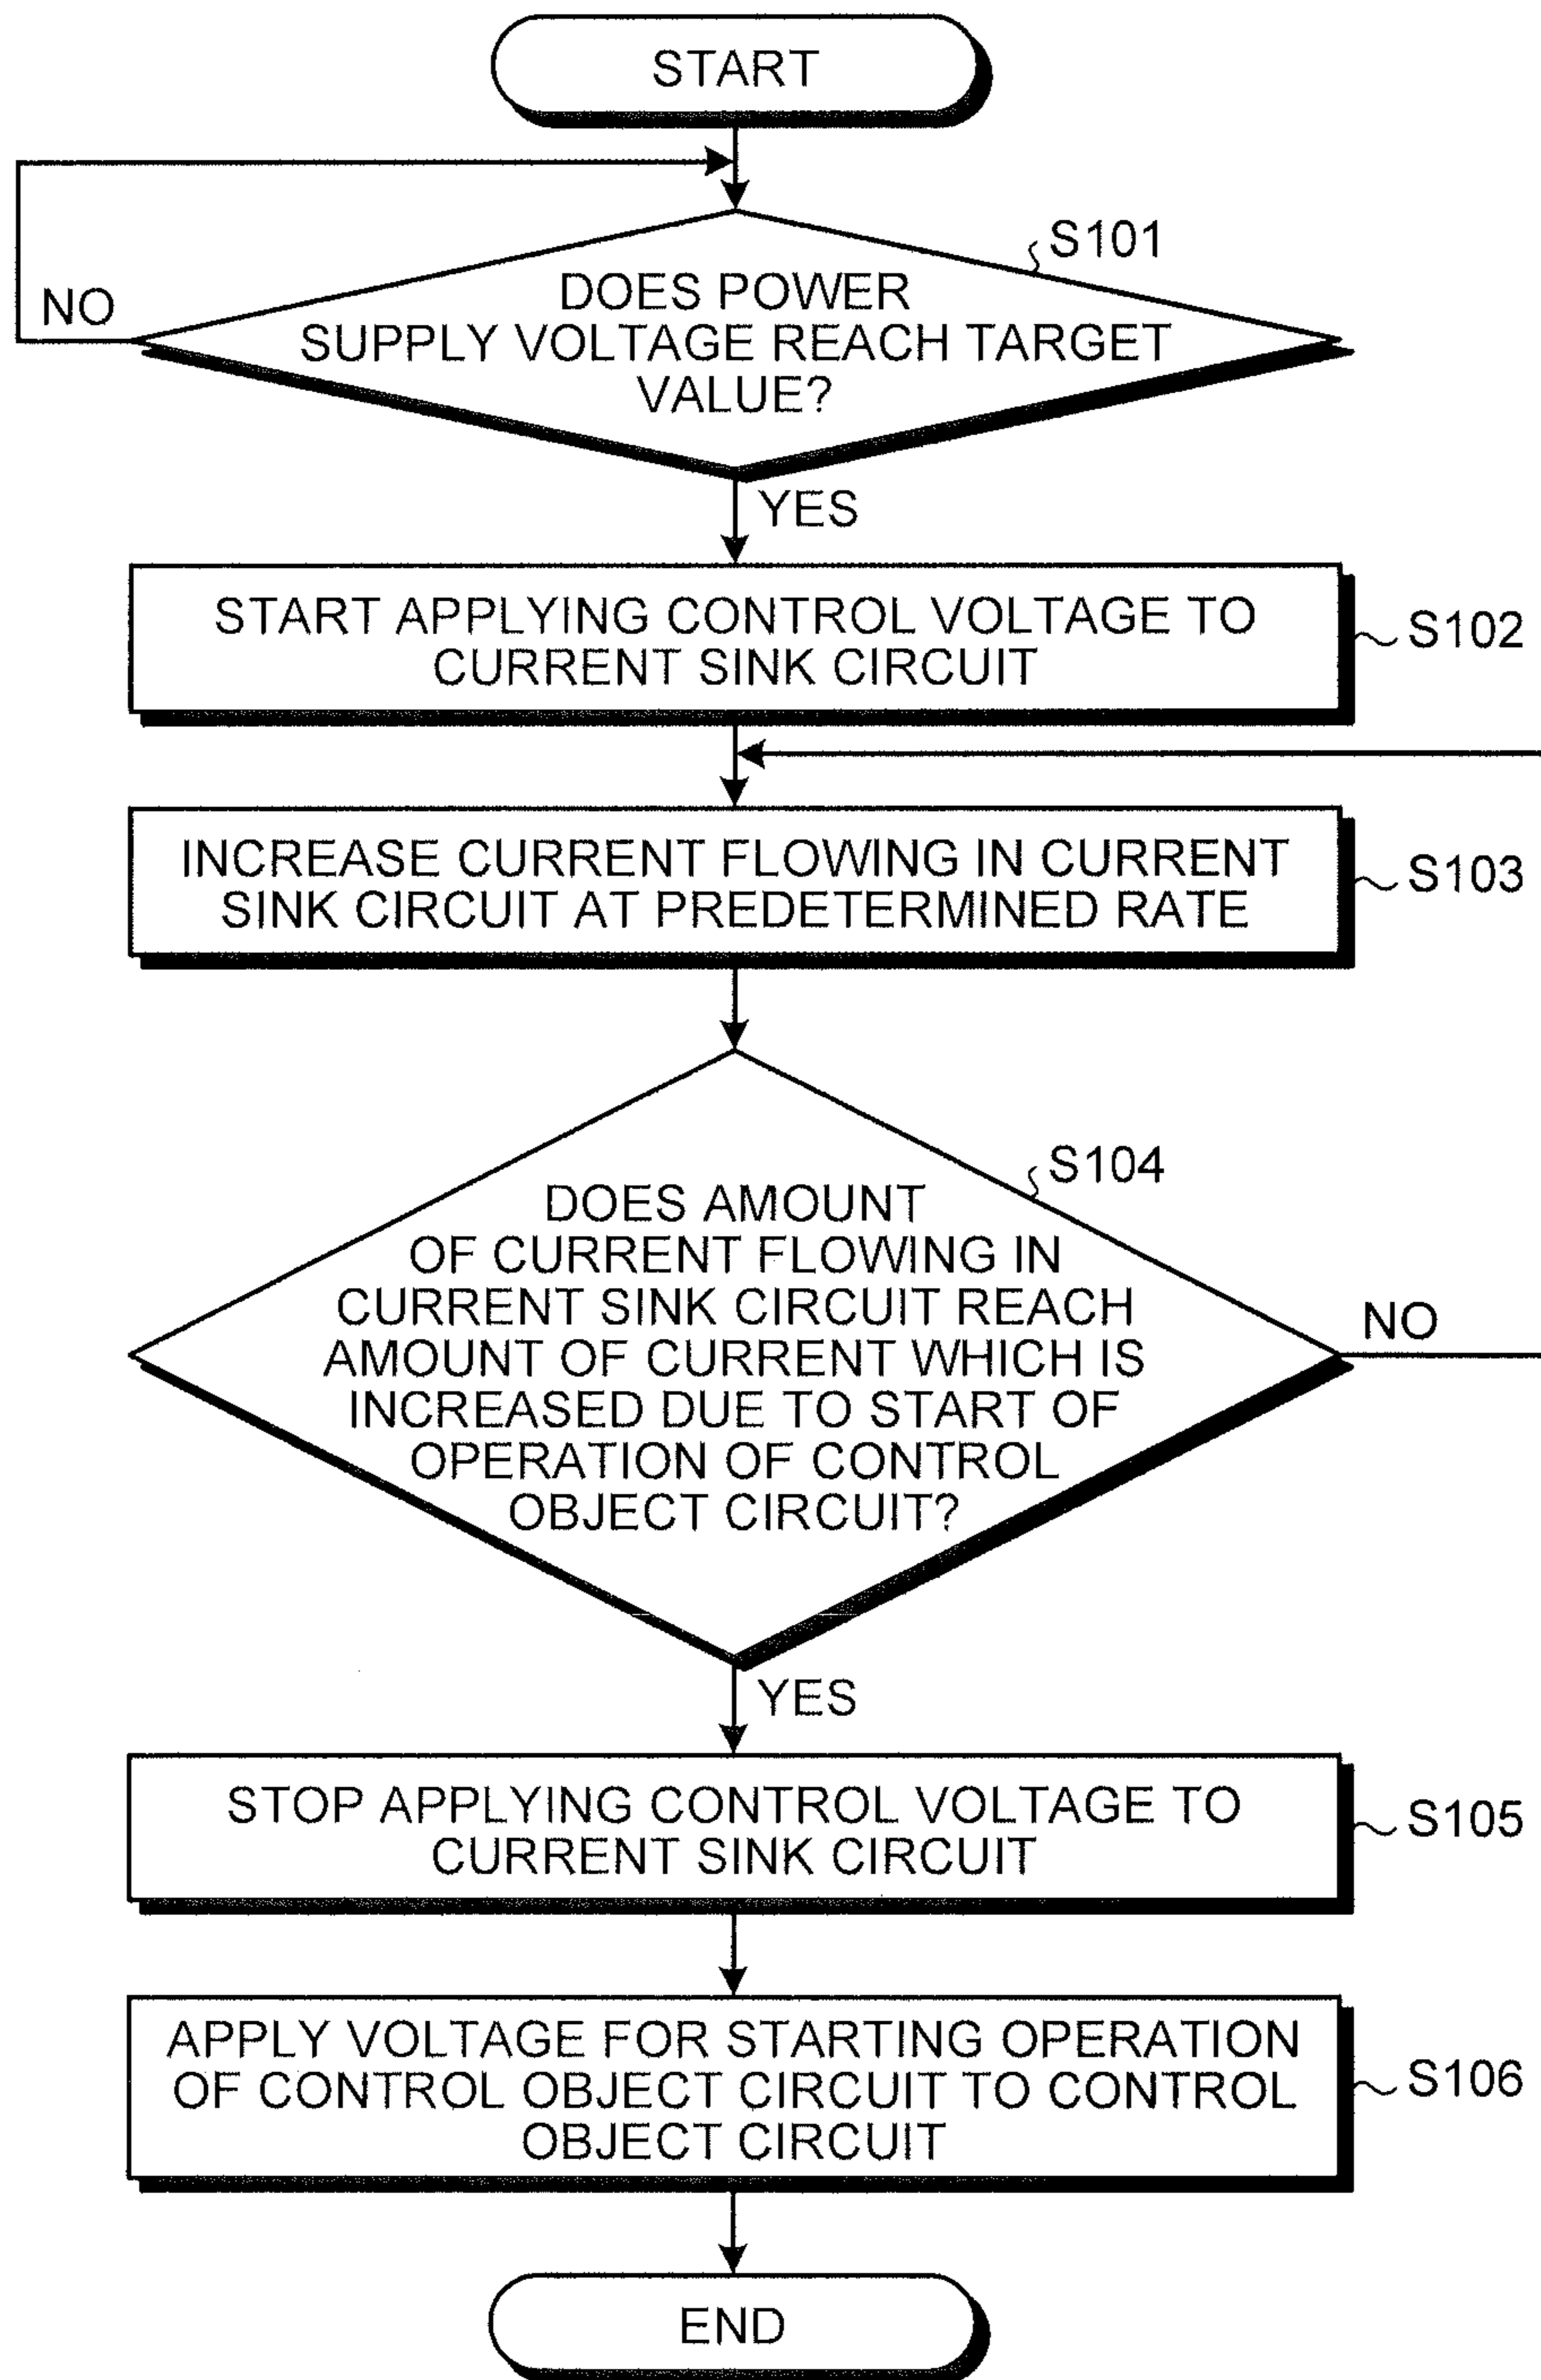 START
S101
NO
DOES POWER
SUPPLY VOLTAGE REACH TARGET
VALUE?
YES
START APPLYING CONTROL VOLTAGE TO
CURRENT SINK CIRCUIT
S102
INCREASE CURRENT FLOWING IN CURRENT
SINK CIRCUIT AT PREDETERMINED RATE
S103
S104
DOES AMOUNT
OF CURRENT FLOWING IN
CURRENT SINK CIRCUIT REACH
AMOUNT OF CURRENT WHICH IS
INCREASED DUE TO START OF
OPERATION OF CONTROL
OBJECT CIRCUIT?
NO
YES
STOP APPLYING CONTROL VOLTAGE TO
CURRENT SINK CIRCUIT
S105
APPLY VOLTAGE FOR STARTING OPERATION
OF CONTROL OBJECT CIRCUIT TO CONTROL
OBJECT CIRCUIT
S106
END